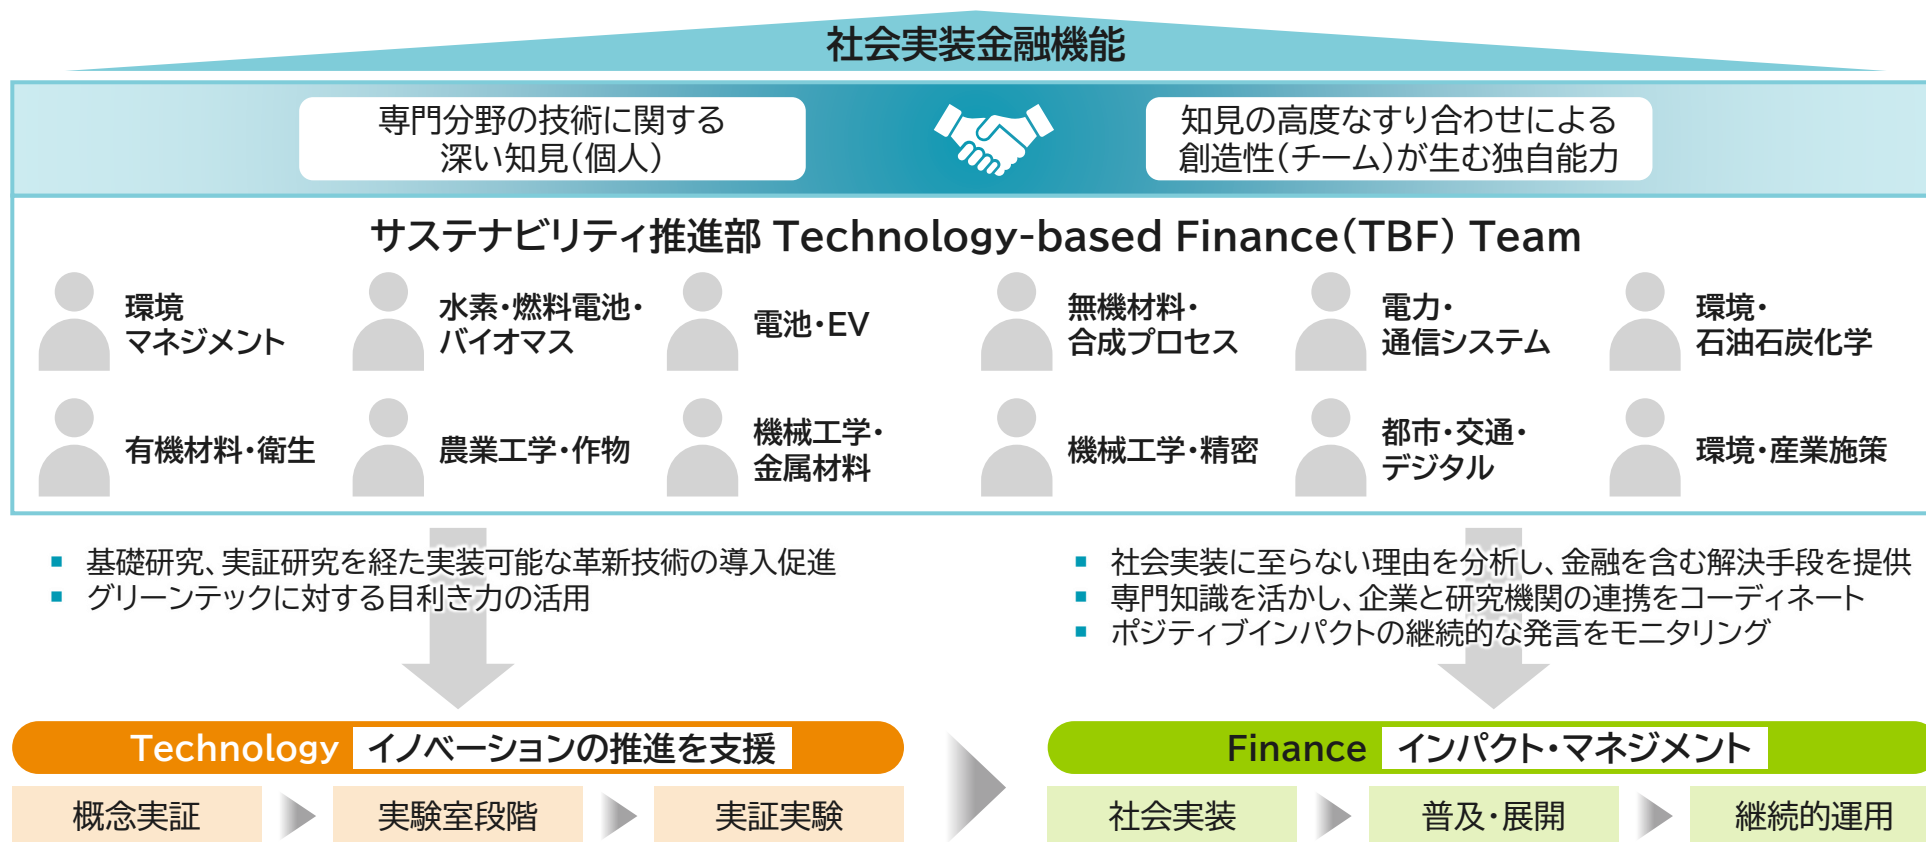 社会実装金融機能
専門分野の技術に関する
深い知見(個人)
知見の高度なすり合わせによる
創造性(チーム)が生む独自能力
サステナビリティ推進部 Technology-based Finance(TBF) Team
環境
マネジメント
水素・燃料電池・
バイオマス
電池・EV
無機材料・
合成プロセス
電力・
通信システム
環境・
石油石炭化学
有機材料・衛生
農業工学・作物
機械工学・
金属材料
機械工学・精密
都市・交通・
デジタル
環境・産業施策
■ 基礎研究、実証研究を経た実装可能な革新技術の導入促進
■ グリーンテックに対する目利き力の活用
■ 社会実装に至らない理由を分析し、金融を含む解決手段を提供
■ 専門知識を活かし、企業と研究機関の連携をコーディネート
■ ポジティブインパクトの継続的な発言をモニタリング
Technology イノベーションの推進を支援
概念実証
実験室段階
実証実験
Finance インパクト・マネジメント
社会実装
普及・展開
継続的運用